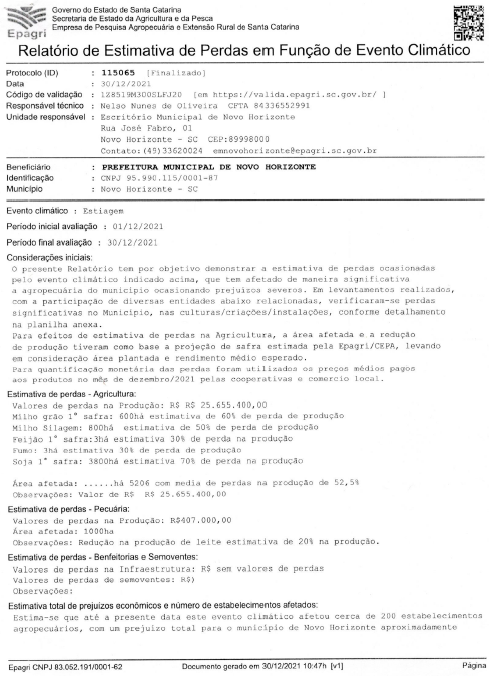 Epagri
Governo do Estado de Santa Catarina
Secretaria de Estado da Agricultura e da Pesca
Empresa de Pesquisa Agropecuária e Extensão Rural de Santa Catarina
Relatório de Estimativa de Perdas em Função de Evento Climático
Protocolo (ID) : 115065 [Finalizado]
Data : 30/12/2021
Código de validação : 1Z8519M300SLFJ20 [em https://valida.epagri.sc.gov.br/ ]
Responsável técnico : Nelso Nunes de Oliveira CFTA 84336552991
Unidade responsável : Escritório Municipal de Novo Horizonte
Rua José Fabro, 01
Novo Horizonte - SC CEP:89998000
Contato:(49)33620024 emnovohorizonte@epagri.sc.gov.br
Beneficiário : PREFEITURA MUNICIPAL DE NOVO HORIZONTE
Identificação : CNPJ 95.990.115/0001-87
Município : Novo Horizonte - SC
Evento climático : Estiagem
Período inicial avaliação : 01/12/2021
Período final avaliação : 30/12/2021
Considerações iniciais:
O presente Relatório tem por objetivo demonstrar a estimativa de perdas ocasionadas
pelo evento climático indicado acima, que tem afetado de maneira significativa
a agropecuária do município ocasionando prejuízos severos. Em levantamentos realizados,
com a participação de diversas entidades abaixo relacionadas, verificaram-se perdas
significativas no Município, nas culturas/criações/instalações, conforme detalhamento
na planilha anexa.
Para efeitos de estimativa de perdas na Agricultura, a área afetada e a redução
de produção tiveram como base a projeção de safra estimada pela Epagri/CEPA, levando
em consideração área plantada e rendimento médio esperado.
Para quantificação monetária das perdas foram utilizados os preços médios pagos
aos produtos no mês de dezembro/2021 pelas cooperativas e comercio local.
Estimativa de perdas - Agricultura:
Valores de perdas na Produção: R$ R$ 25.655.400,00
Milho grão 1° safra: 600há estimativa de 60% de perda de produção
Milho Silagem: 800há estimativa de 50% de perda de produção
Feijão 1° safra:3há estimativa 30% de perda na produção
Fumo: 3há estimativa 30% de perda de produção
Soja 1° safra: 3800há estimativa 70% de perda na produção
Área afetada: ......há 5206 com media de perdas na produção de 52,5%
Observações: Valor de R$ R$ 25.655.400,00
Estimativa de perdas - Pecuária:
Valores de perdas na Produção: R$407.000,00
Área afetada: 1000ha
Observações: Redução na produção de leite estimativa de 20% na produção.
Estimativa de perdas - Benfeitorias e Semoventes:
Valores de perdas na Infraestrutura: R$ sem valores de perdas
Valores de perdas de semoventes: R$)
Observações:
Estimativa total de prejuízos econômicos e número de estabelecimentos afetados:
Estima-se que até a presente data este evento climático afetou cerca de 200 estabelecimentos
agropecuários, com um prejuízo total para o município de Novo Horizonte aproximadamente
Epagri CNPJ 83.052.191/0001-62 Documento gerado em 30/12/2021 10:47h [v1] Página